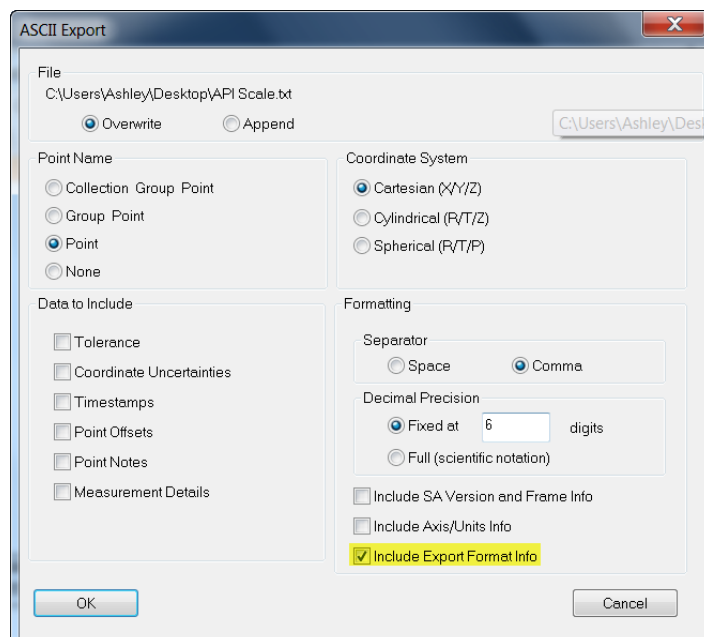 ASCII Export
X
File
C:\Users\Ashley\Desktop\API Scale.txt
Overwrite
Append
C:\Users\Ashley\Des
Point Name
Collection Group Point
Group Point
Point
None
Coordinate System
Cartesian (X/Y/Z)
Cylindrical (R/T/Z)
Spherical (R/T/P)
Data to Include
Tolerance
Coordinate Uncertainties
Timestamps
Point Offsets
Point Notes
Measurement Details
Formatting
Separator
Space
Comma
Decimal Precision
Fixed at 6 digits
Full (scientific notation)
Include SA Version and Frame Info
Include Axis/Units Info
Include Export Format Info
OK
Cancel